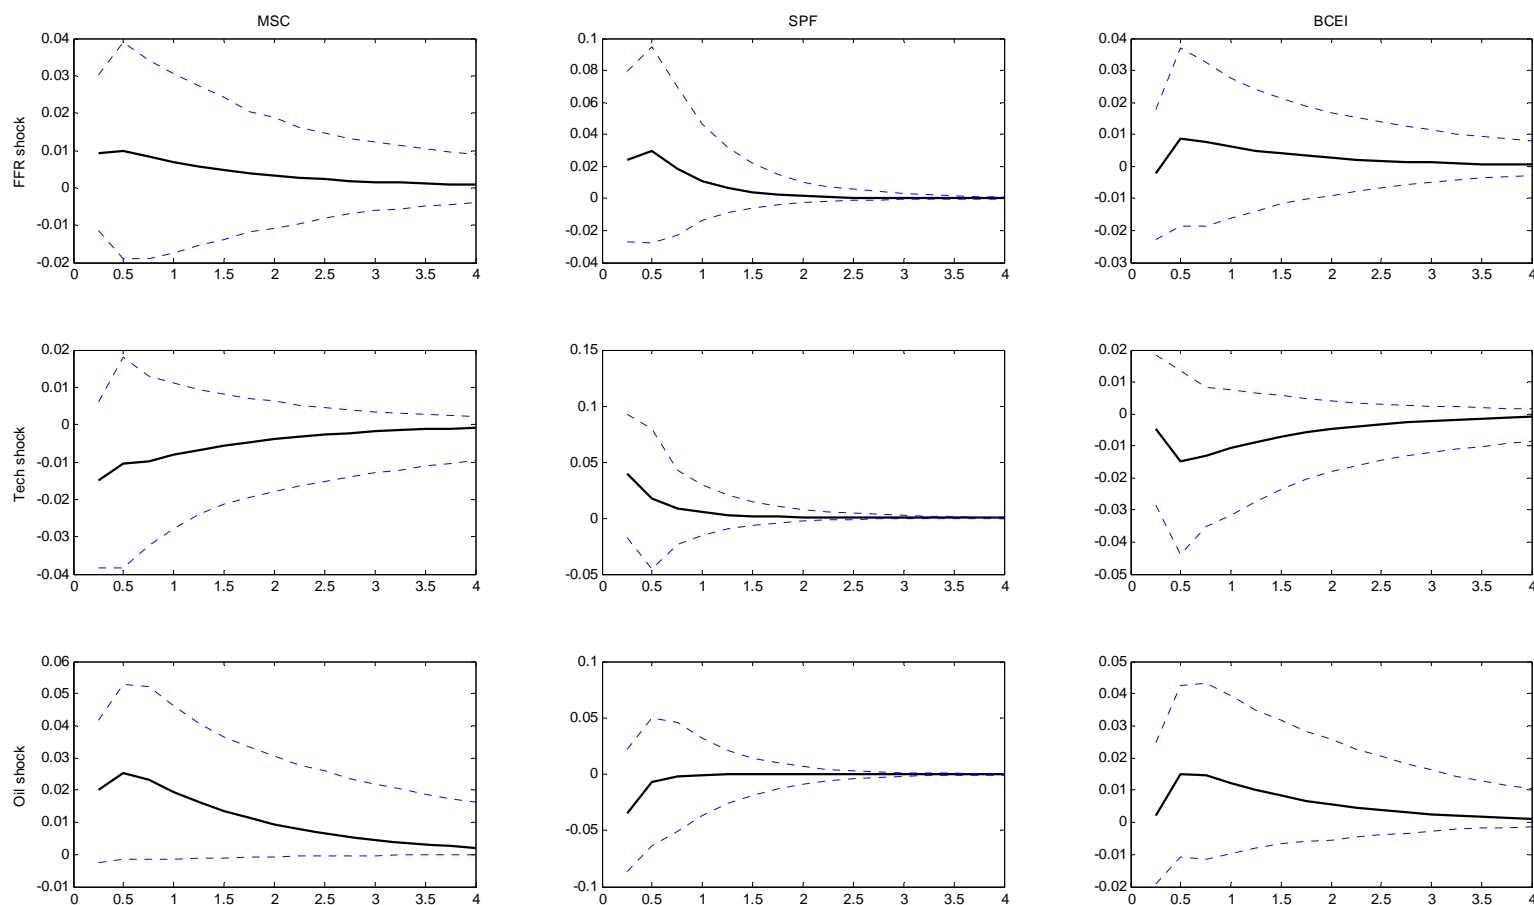 MSC SPF BCEI
0.04 0.1 0.04
0.03 0.08 0.03
0.06 0.02
0.02 0.04 0.01
FFR shock 0.01 0.02 0
0 0 -0.01
-0.01 -0.02 -0.02
-0.02 -0.04 -0.03
0 0.5 1 1.5 2 2.5 3 3.5 4 0 0.5 1 1.5 2 2.5 3 3.5 4 0 0.5 1 1.5 2 2.5 3 3.5 4
0.02 0.15 0.02
0.01 0.1 0.01
0 0
Tech shock -0.01 0.05 -0.01
-0.02 -0.02
0 -0.03
-0.03 -0.04
-0.04 -0.05 -0.05
0 0.5 1 1.5 2 2.5 3 3.5 4 0 0.5 1 1.5 2 2.5 3 3.5 4 0 0.5 1 1.5 2 2.5 3 3.5 4
0.06 0.1 0.05
0.05 0.04
0.04 0.05 0.03
0.03 0.02
Oil shock 0.02 0 0.01
0.01 -0.05 0
0 -0.01
-0.01 -0.1 -0.02
0 0.5 1 1.5 2 2.5 3 3.5 4 0 0.5 1 1.5 2 2.5 3 3.5 4 0 0.5 1 1.5 2 2.5 3 3.5 4